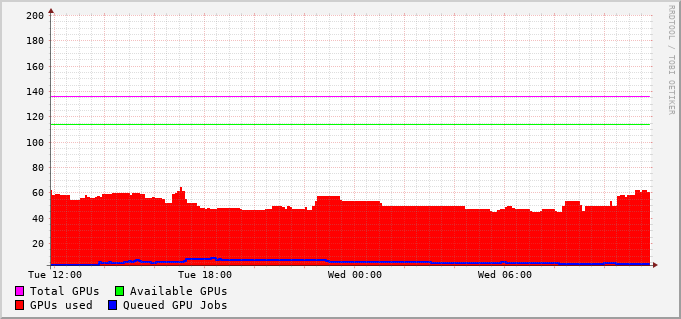 200
180
160
140
120
100
80
60
40
20
Tue 12:00 Tue 18:00 Wed 00:00 Wed 06:00
Total GPUs Available GPUs
GPUs used Queued GPU Jobs
RRDTOOL / TOBI OETIKER